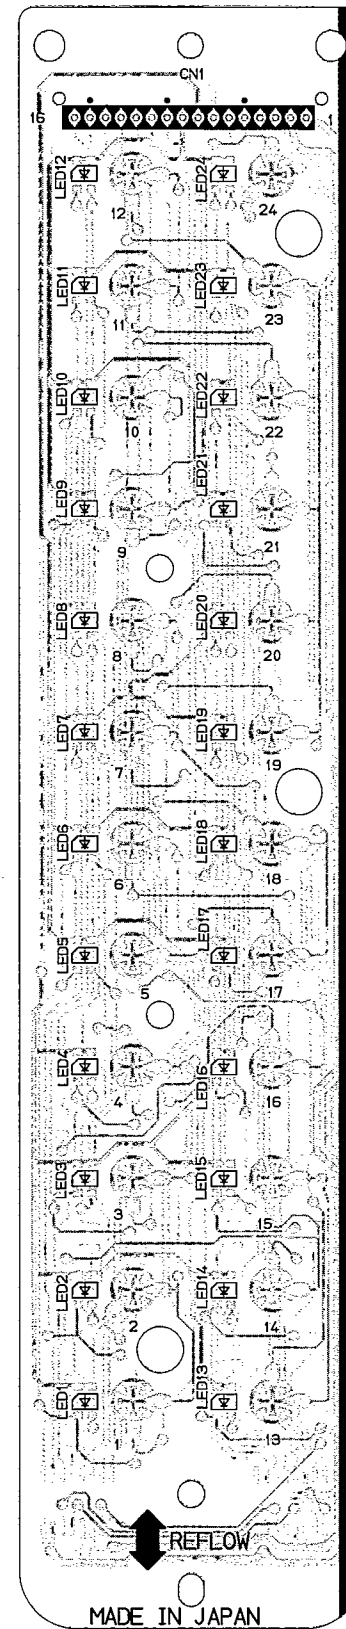 CN1
16 1
LED12 LED24
12 24
LED11 LED23
11 23
LED10 LED22
10 22
LED9 LED21
9 21
LED8 LED20
8 20
LED7 LED19
7 19
LED6 LED18
6 18
LED5 LED17
5 17
LED4 LED16
4 16
LED3 LED15
3 15
LED2 LED14
2 14
LED1 LED13
1 13
REFLOW
MADE IN JAPAN